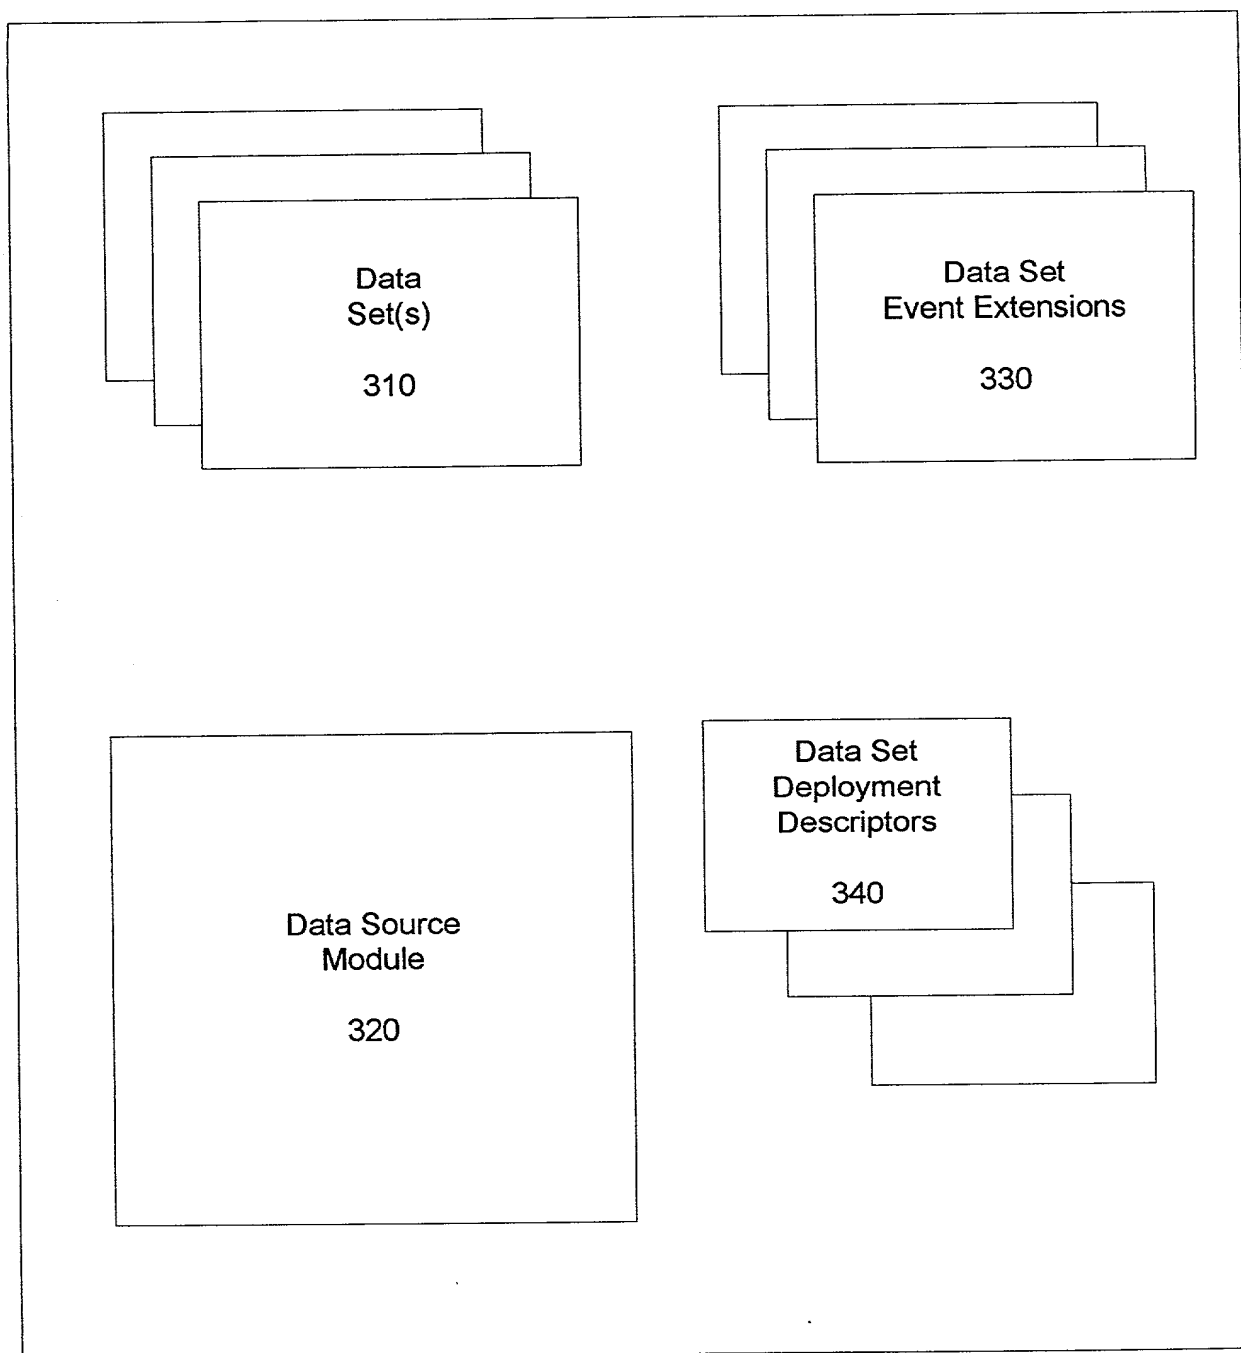 Data
Set(s)
310
Data Set
Event Extensions
330
Data Source
Module
320
Data Set
Deployment
Descriptors
340